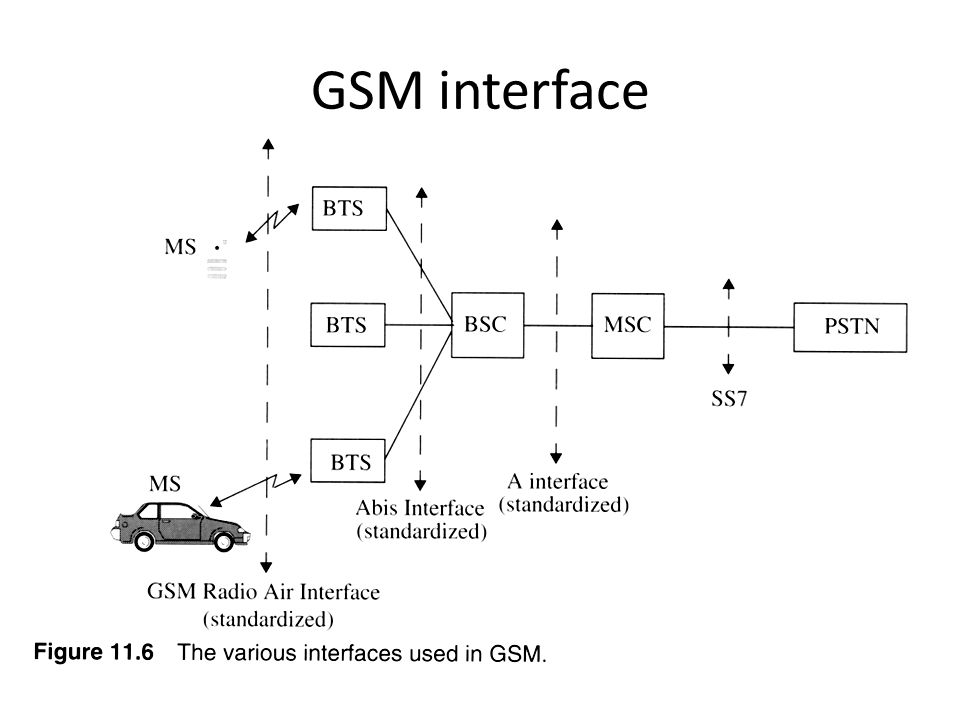 GSM interface
BTS
MS
BTS
BSC
MSC
PSTN
SS7
BTS
MS
A interface
(standardized)
Abis Interface
(standardized)
GSM Radio Air Interface
(standardized)
Figure 11.6 The various interfaces used in GSM.